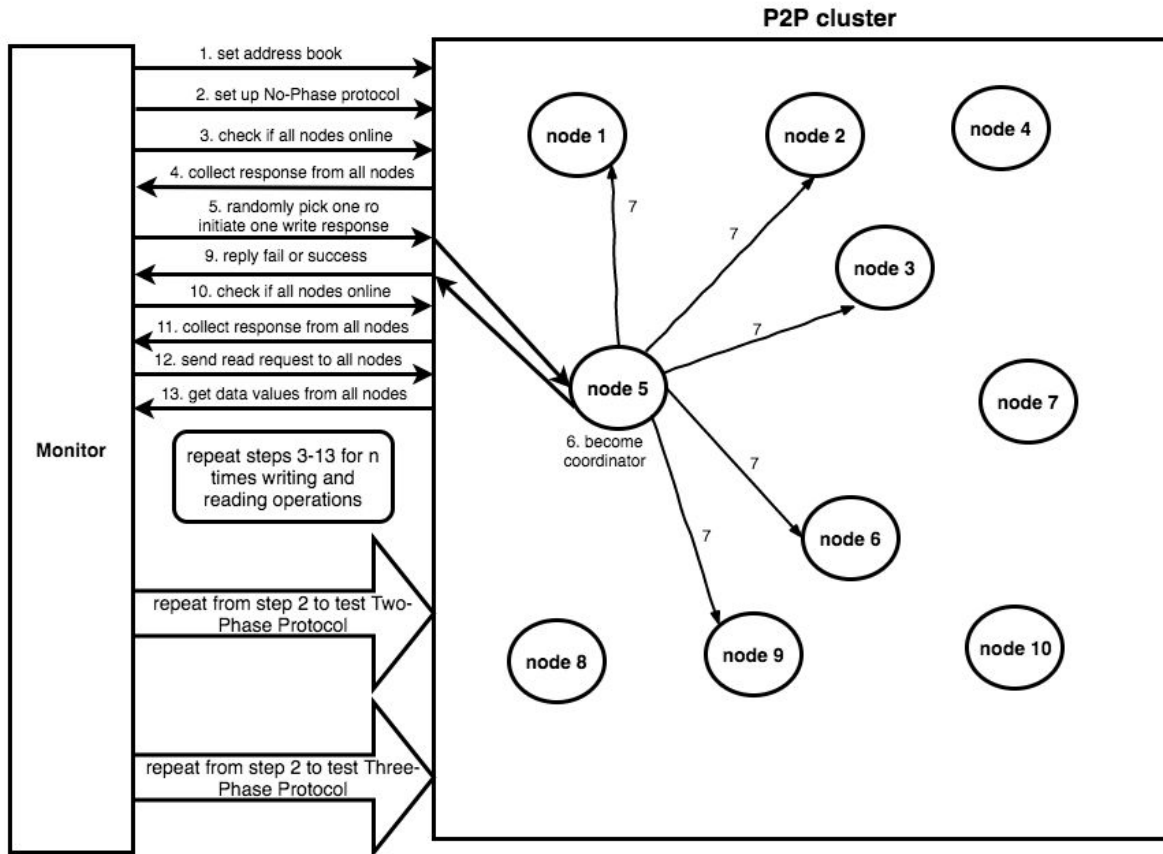 P2P cluster
Monitor
1. set address book
2. set up No-Phase protocol
3. check if all nodes online
4. collect response from all nodes
5. randomly pick one ro
initiate one write response
9. reply fail or success
10. check if all nodes online
11. collect response from all nodes
12. send read request to all nodes
13. get data values from all nodes
repeat steps 3-13 for n
times writing and
reading operations
repeat from step 2 to test Two-
Phase Protocol
repeat from step 2 to test Three-
Phase Protocol
node 1
node 2
node 4
7
7
node 3
7
node 5
node 7
6. become
coordinator
7
7
node 6
node 8
node 9
node 10